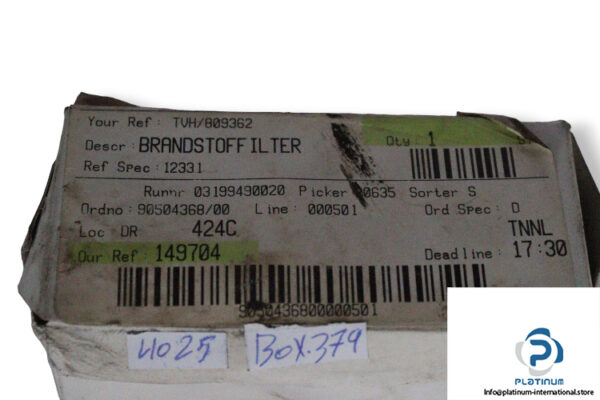 Your Ref : TVH/809362
Descr : BRANDSTOFFILTER
Qty : 1
Ref Spec : 12331
Runnr 03199490020 Picker 00635 Sorter S
Ordno : 90504368/00 Line : 000501 Ord Spec : D
Loc DR 424C TNNL
Our Ref : 149704 Deadline : 17:30
9050436800000501
4025
BOX.379
PLATINUM
info@platinum-international.store